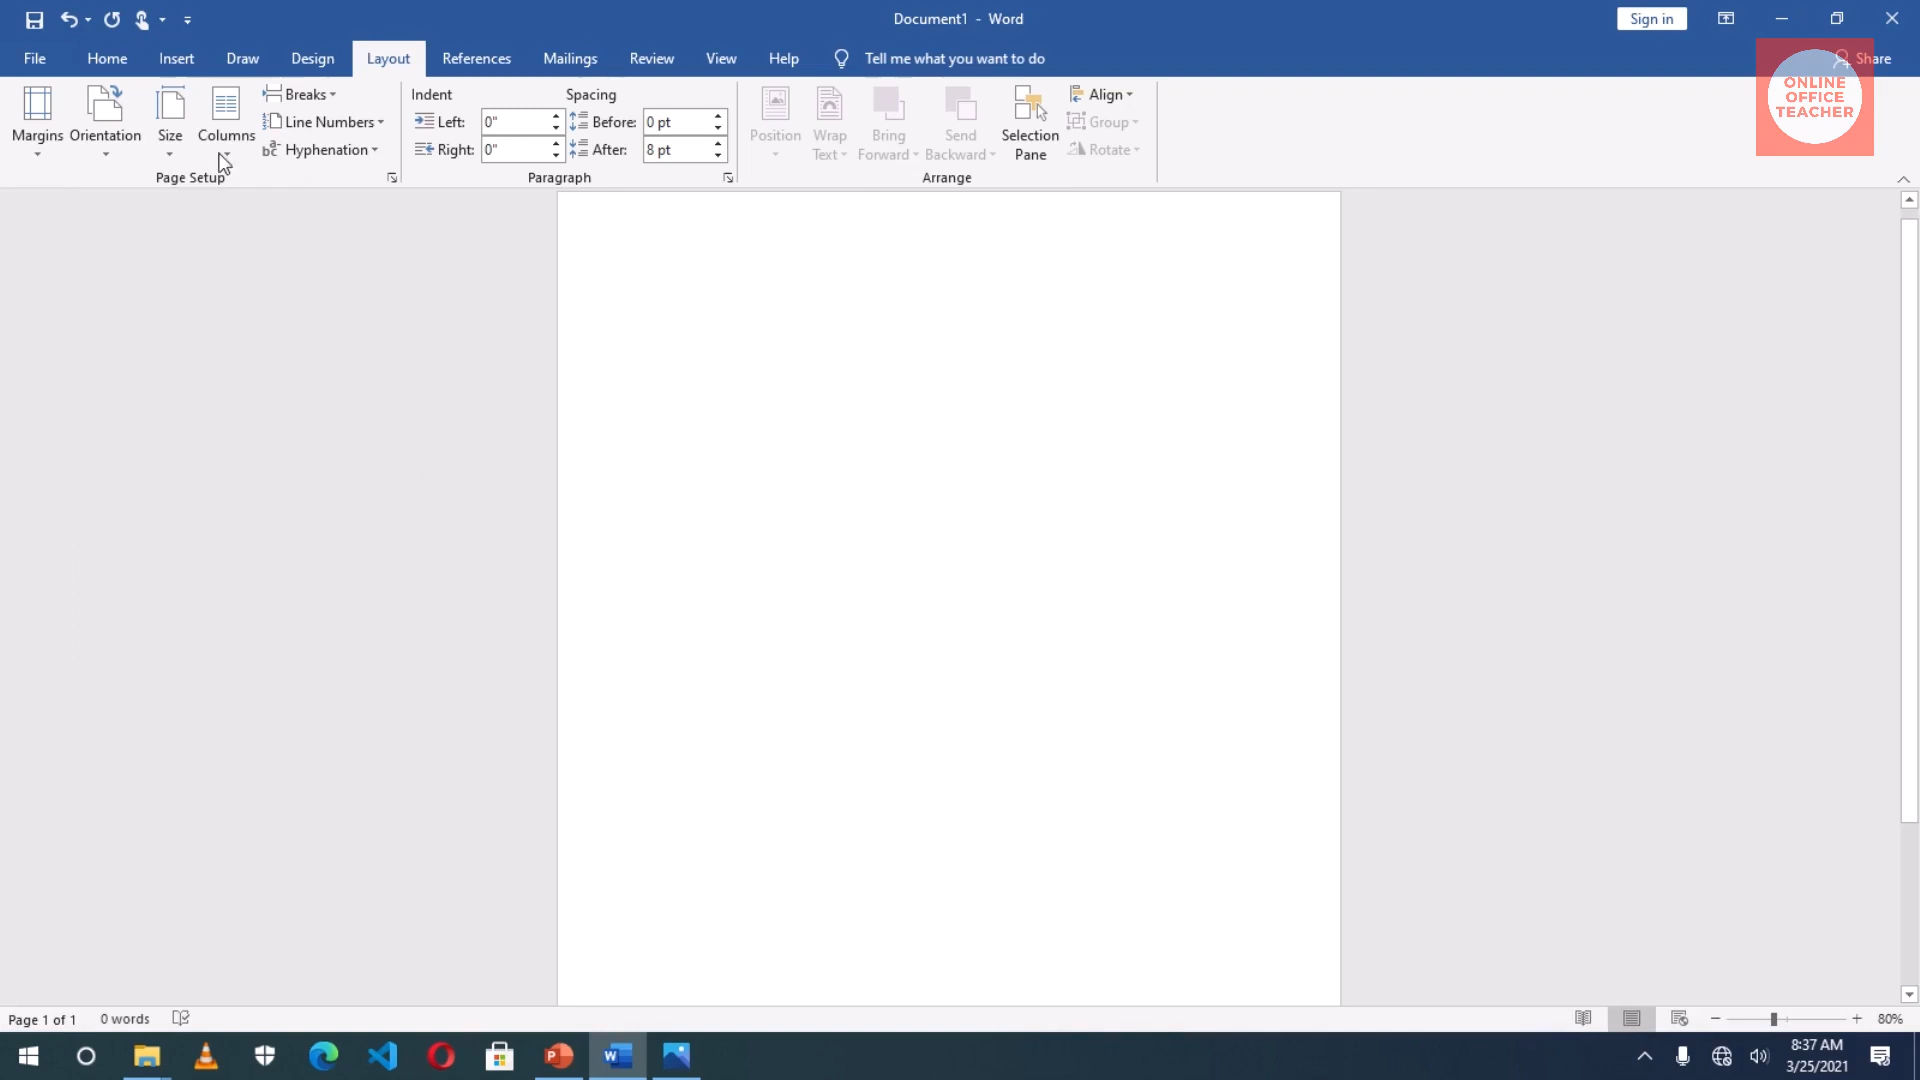 Document1 - Word
Sign in
File Home Insert Draw Design Layout References Mailings Review View Help Tell me what you want to do
Share
ONLINE
OFFICE
TEACHER
Margins Orientation Size Columns
Breaks
Line Numbers
Hyphenation
Page Setup
Indent Spacing
Left: 0" Before: 0 pt
Right: 0" After: 8 pt
Paragraph
Position
Wrap
Text
Bring
Forward
Send
Backward
Selection
Pane
Align
Group
Rotate
Arrange
Page 1 of 1 0 words
80%
8:37 AM
3/25/2021